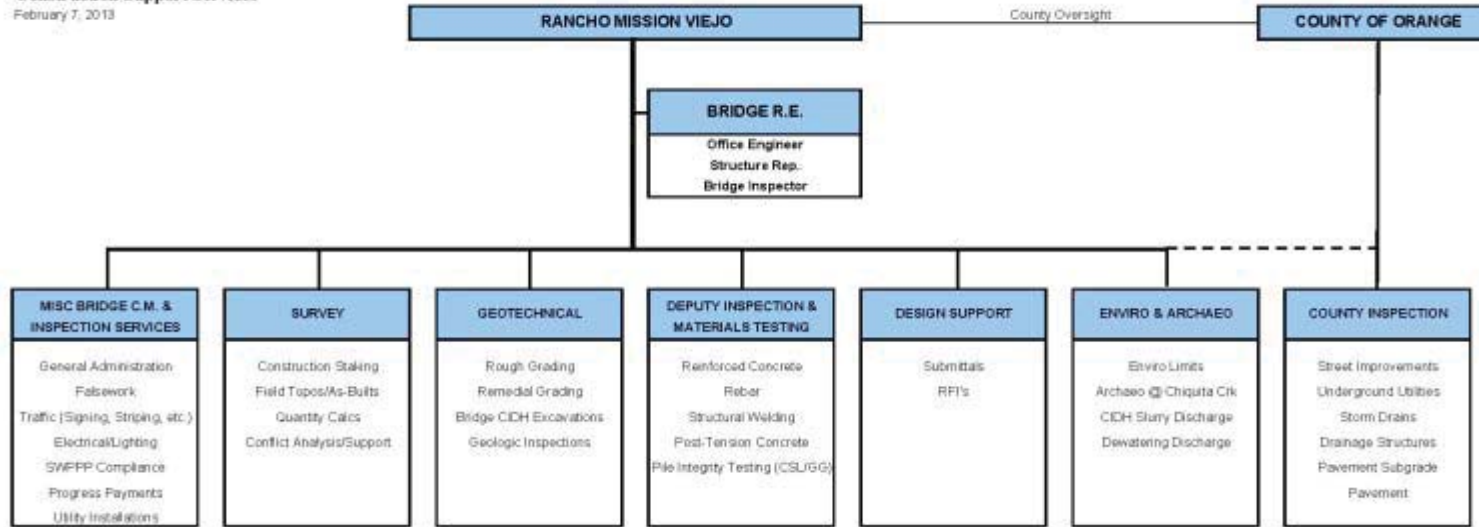 February 7, 2013
RANCHO MISSION VIEJO
County Oversight
COUNTY OF ORANGE
BRIDGE R.E.
Office Engineer
Structure Rep.
Bridge Inspector
MISC BRIDGE C.M. &
INSPECTION SERVICES
General Administration
Falsework
Traffic (Signing, Striping, etc.)
Electrical/Lighting
SWPPP Compliance
Progress Payments
Utility Installations
SURVEY
Construction Staking
Field Topos/As-Builts
Quantity Calcs
Conflict Analysis/Support
GEOTECHNICAL
Rough Grading
Remedial Grading
Bridge CIDH Excavations
Geologic Inspections
DEPUTY INSPECTION &
MATERIALS TESTING
Reinforced Concrete
Rebar
Structural Welding
Post-Tension Concrete
Pile Integrity Testing (CSL/GG)
DESIGN SUPPORT
Submittals
RFI's
ENVIRO & ARCHAEO
Enviro Limits
Archaeo @ Chiquita Crk
CIDH Slurry Discharge
Dewatering Discharge
COUNTY INSPECTION
Street Improvements
Underground Utilities
Storm Drains
Drainage Structures
Pavement Subgrade
Pavement